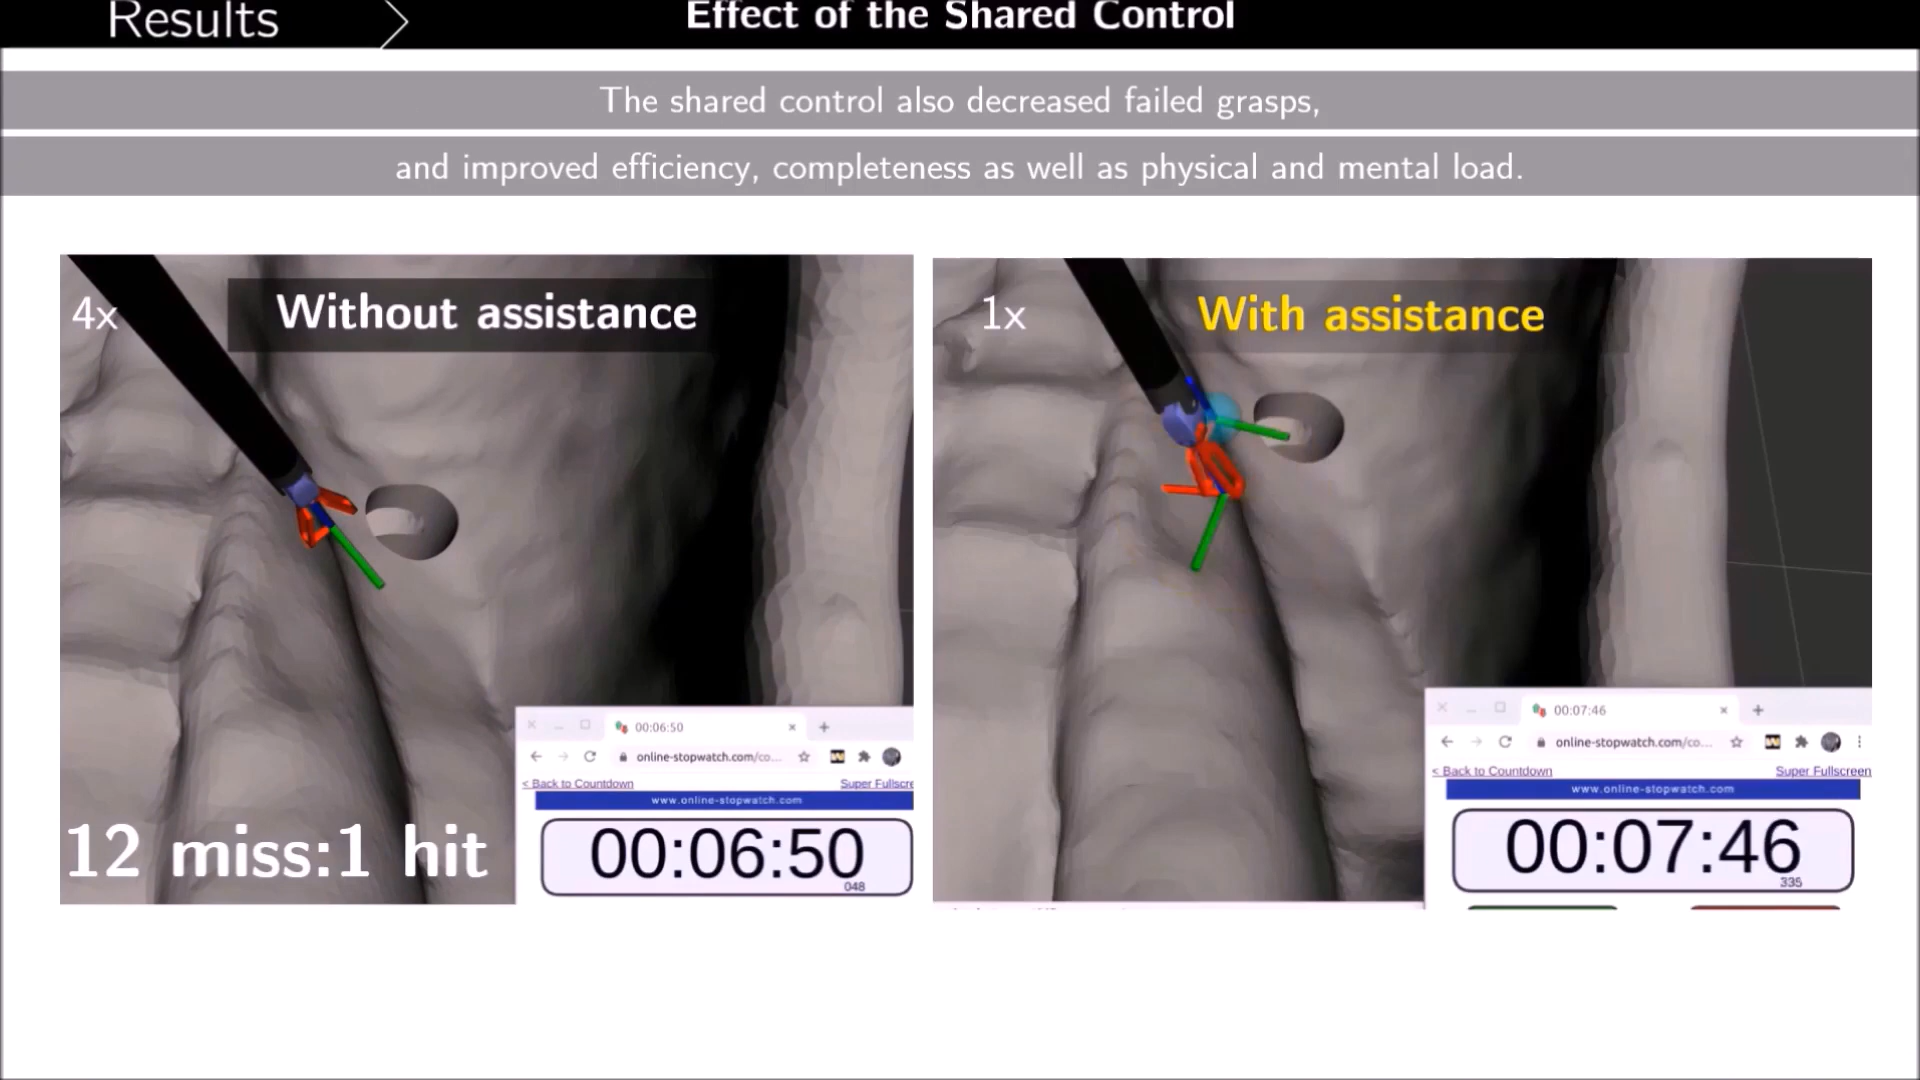 Results
Effect of the Shared Control
The shared control also decreased failed grasps,
and improved efficiency, completeness as well as physical and mental load.
4x
Without assistance
12 miss:1 hit
00:06:50
online-stopwatch.com/co...
< Back to Countdown
Super Fullscre
www.online-stopwatch.com
00:06:50
048
1x
With assistance
00:07:46
online-stopwatch.com/co...
< Back to Countdown
Super Fullscreen
www.online-stopwatch.com
00:07:46
335